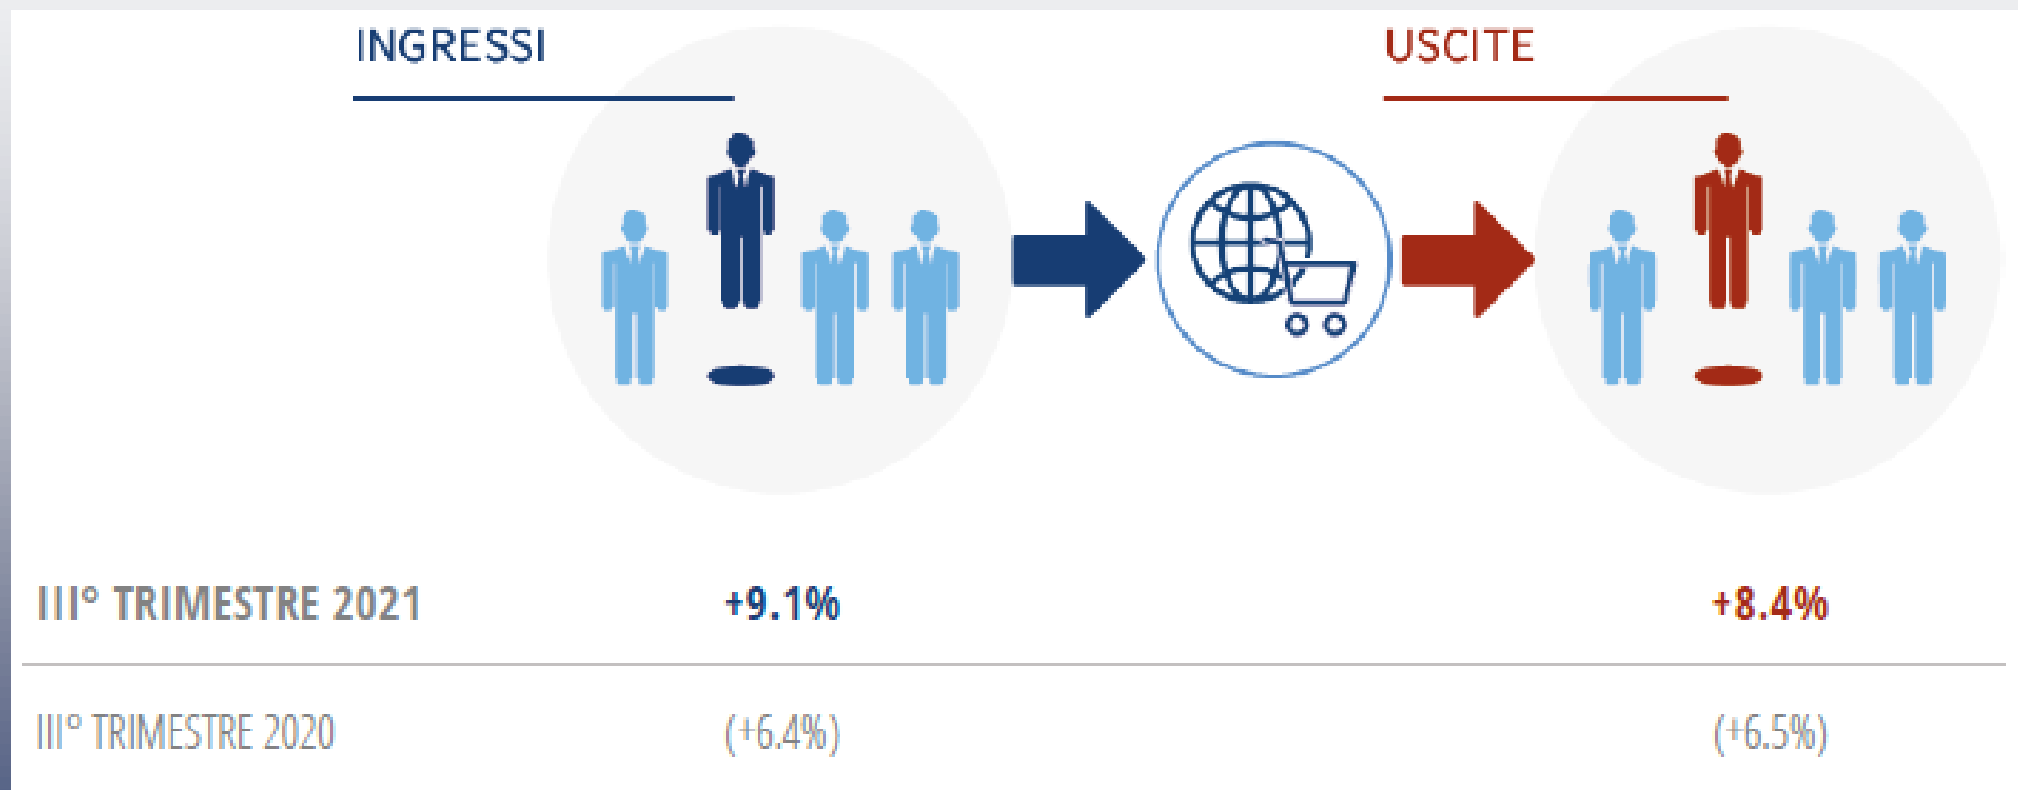 INGRESSI
USCITE
III° TRIMESTRE 2021 +9.1% +8.4%
III° TRIMESTRE 2020 (+6.4%) (+6.5%)